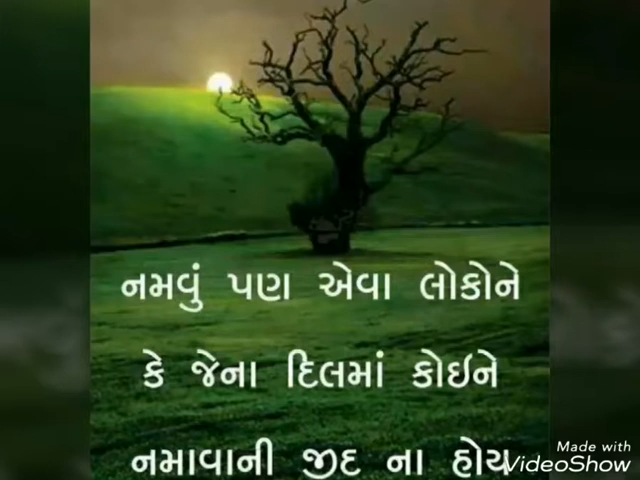 નમવું પણ એવા લોકોને
કે જેના દિલમાં કોઈને
નમાવાની જીદ ના હોય
Made with
VideoShow